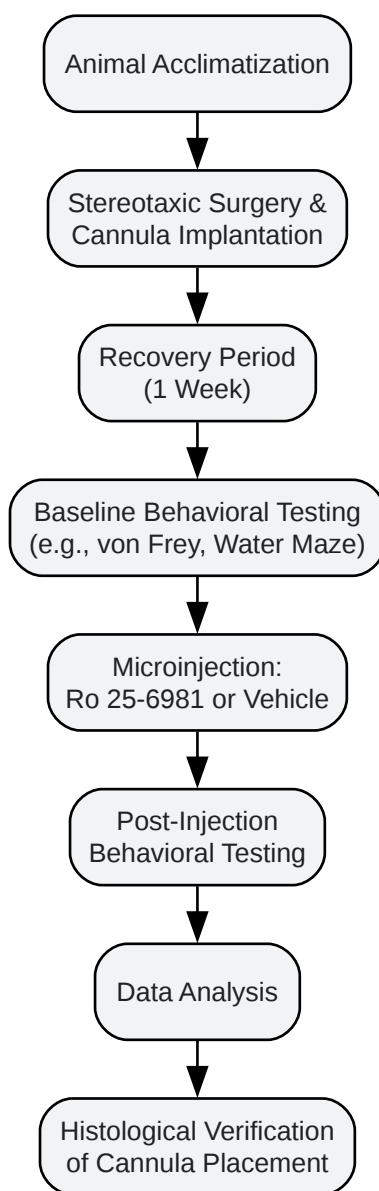 Animal Acclimatization
Stereotaxic Surgery &
Cannula Implantation
Recovery Period
(1 Week)
Baseline Behavioral Testing
(e.g., von Frey, Water Maze)
Microinjection:
Ro 25-6981 or Vehicle
Post-Injection
Behavioral Testing
Data Analysis
Histological Verification
of Cannula Placement